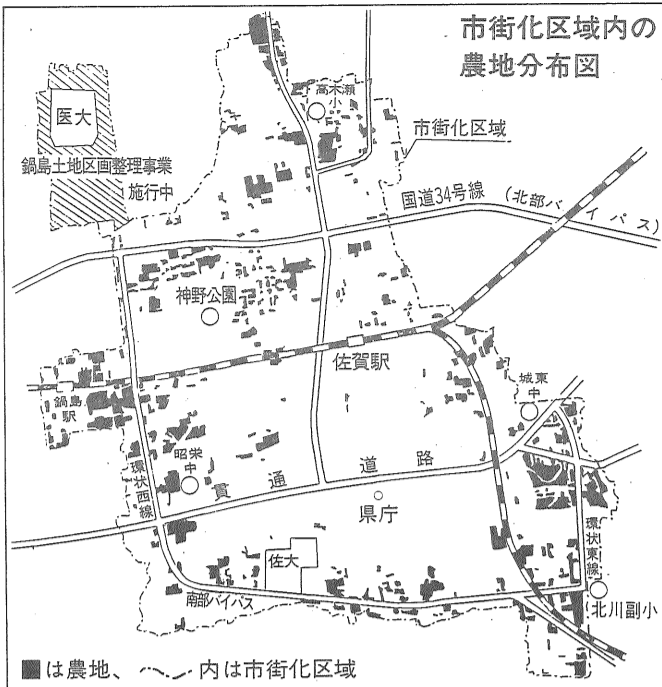 市街化区域内の
農地分布図
高木瀬
小
医大
市街化区域
鍋島土地区画整理事業
施行中
国道34号線
(北部バイパス)
神野公園
佐賀駅
城東
中
鍋島
駅
昭栄
中
環状西線
貫通道路
県庁
環状東線
佐大
南部バイパス
北川副小
■は農地、 内は市街化区域